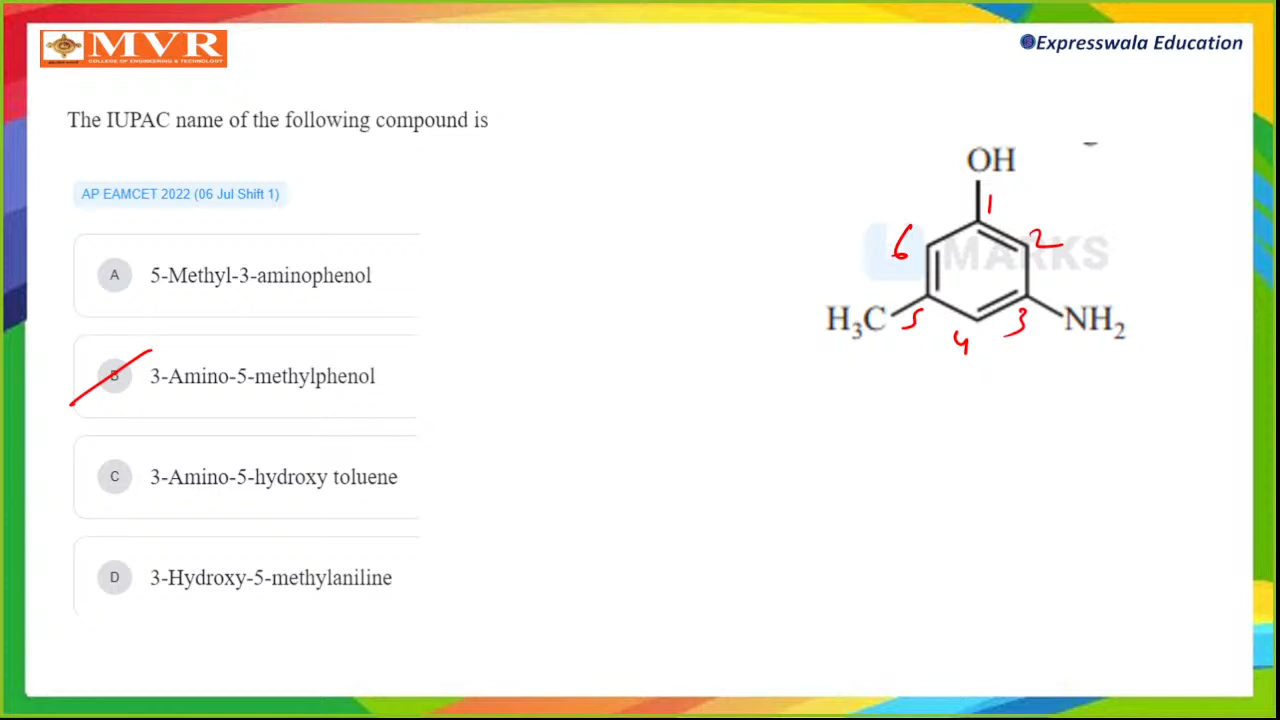 MVR
COLLEGE OF ENGINEERING & TECHNOLOGY
Expresswala Education
The IUPAC name of the following compound is
AP EAMCET 2022 (06 Jul Shift 1)
A 5-Methyl-3-aminophenol
B 3-Amino-5-methylphenol
C 3-Amino-5-hydroxy toluene
D 3-Hydroxy-5-methylaniline
OH
1
6
2
MARKS
H₃C
5
4
3
NH₂